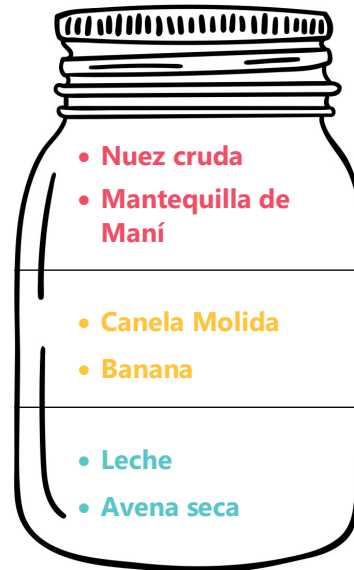 • Nuez cruda
• Mantequilla de
Maní
• Canela Molida
• Banana
• Leche
• Avena seca